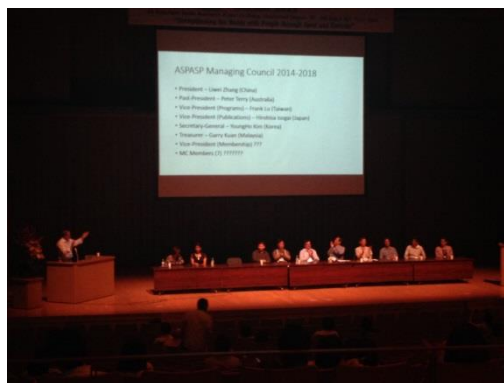 ASPASP Managing Council 2014-2018
• President – Liwei Zhang (China)
• Past-President – Peter Terry (Australia)
• Vice-President (Programs) – Frank Lu (Taiwan)
• Vice-President (Publications) – Hirohisa Isogai (Japan)
• Secretary-General – YoungHo Kim (Korea)
• Treasurer – Garry Kuan (Malaysia)
• Vice-President (Membership) ???
• MC Members (7) ???????